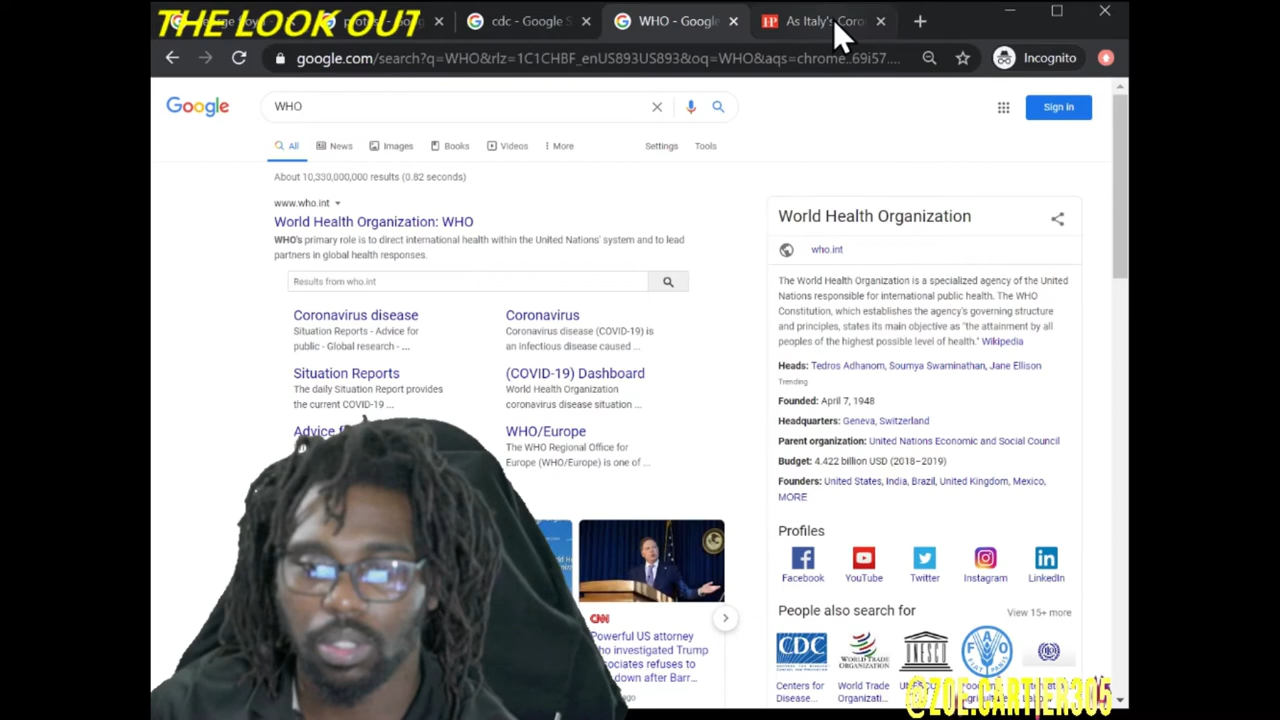 THE LOOK OUT
cdc - Google S
WHO - Google
As Italy's Coro
google.com/search?q=WHO&rlz=1C1CHBF_enUS893US893&oq=WHO&aqs=chrome..69i57....
Incognito
Google
WHO
Sign in
All
News
Images
Books
Videos
More
Settings
Tools
About 10,330,000,000 results (0.82 seconds)
www.who.int
World Health Organization: WHO
WHO's primary role is to direct international health within the United Nations' system and to lead
partners in global health responses.
Results from who.int
Coronavirus disease
Situation Reports - Advice for
public - Global research - ...
Coronavirus
Coronavirus disease (COVID-19) is
an infectious disease caused ...
Situation Reports
The daily Situation Report provides
the current COVID-19 ...
(COVID-19) Dashboard
World Health Organization
coronavirus disease situation ...
Advice f
WHO/Europe
The WHO Regional Office for
Europe (WHO/Europe) is one of ...
CNN
Powerful US attorney
who investigated Trump
sociates refuses to
down after Barr...
ago
World Health Organization
who.int
The World Health Organization is a specialized agency of the United
Nations responsible for international public health. The WHO
Constitution, which establishes the agency's governing structure
and principles, states its main objective as "the attainment by all
peoples of the highest possible level of health." Wikipedia
Heads: Tedros Adhanom, Soumya Swaminathan, Jane Ellison
Trending
Founded: April 7, 1948
Headquarters: Geneva, Switzerland
Parent organization: United Nations Economic and Social Council
Budget: 4.422 billion USD (2018–2019)
Founders: United States, India, Brazil, United Kingdom, Mexico,
MORE
Profiles
Facebook
YouTube
Twitter
Instagram
LinkedIn
People also search for
View 15+ more
CDC
WORLD TRADE
ORGANIZATION
UNESCO
Centers for
Disease...
World Trade
Organizati...
@ZOE.CARTIER305